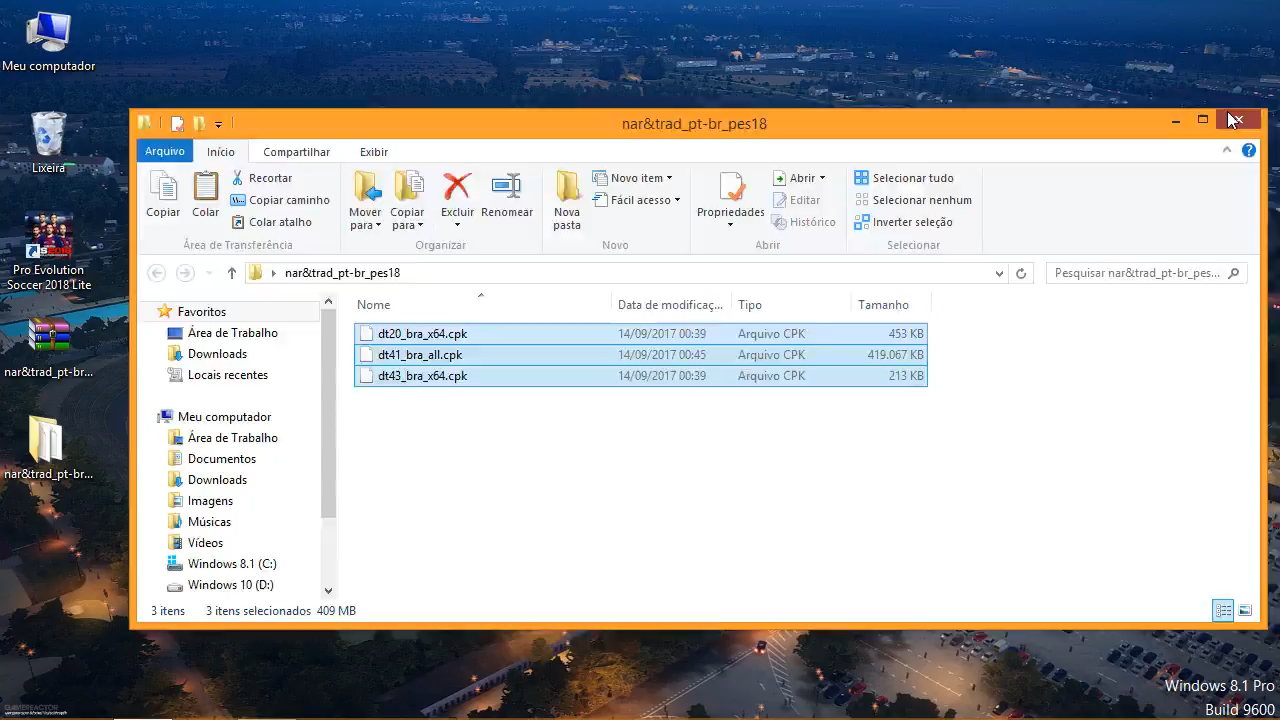 Meu computador
Lixeira
Pro Evolution
Soccer 2018 Lite
nar&trad_pt-br...
nar&trad_pt-br...
nar&trad_pt-br_pes18
Arquivo
Início
Compartilhar
Exibir
Copiar
Colar
Recortar
Copiar caminho
Colar atalho
Área de Transferência
Mover
para
Copiar
para
Excluir
Renomear
Organizar
Nova
pasta
Novo item
Fácil acesso
Novo
Propriedades
Abrir
Editar
Histórico
Abrir
Selecionar tudo
Selecionar nenhum
Inverter seleção
Selecionar
nar&trad_pt-br_pes18
Pesquisar nar&trad_pt-br_pes...
Favoritos
Área de Trabalho
Downloads
Locais recentes
Meu computador
Área de Trabalho
Documentos
Downloads
Imagens
Músicas
Vídeos
Windows 8.1 (C:)
Windows 10 (D:)
Nome Data de modificaç... Tipo Tamanho
dt20_bra_x64.cpk 14/09/2017 00:39 Arquivo CPK 453 KB
dt41_bra_all.cpk 14/09/2017 00:45 Arquivo CPK 419.067 KB
dt43_bra_x64.cpk 14/09/2017 00:39 Arquivo CPK 213 KB
3 itens 3 itens selecionados 409 MB
Windows 8.1 Pro
Build 9600